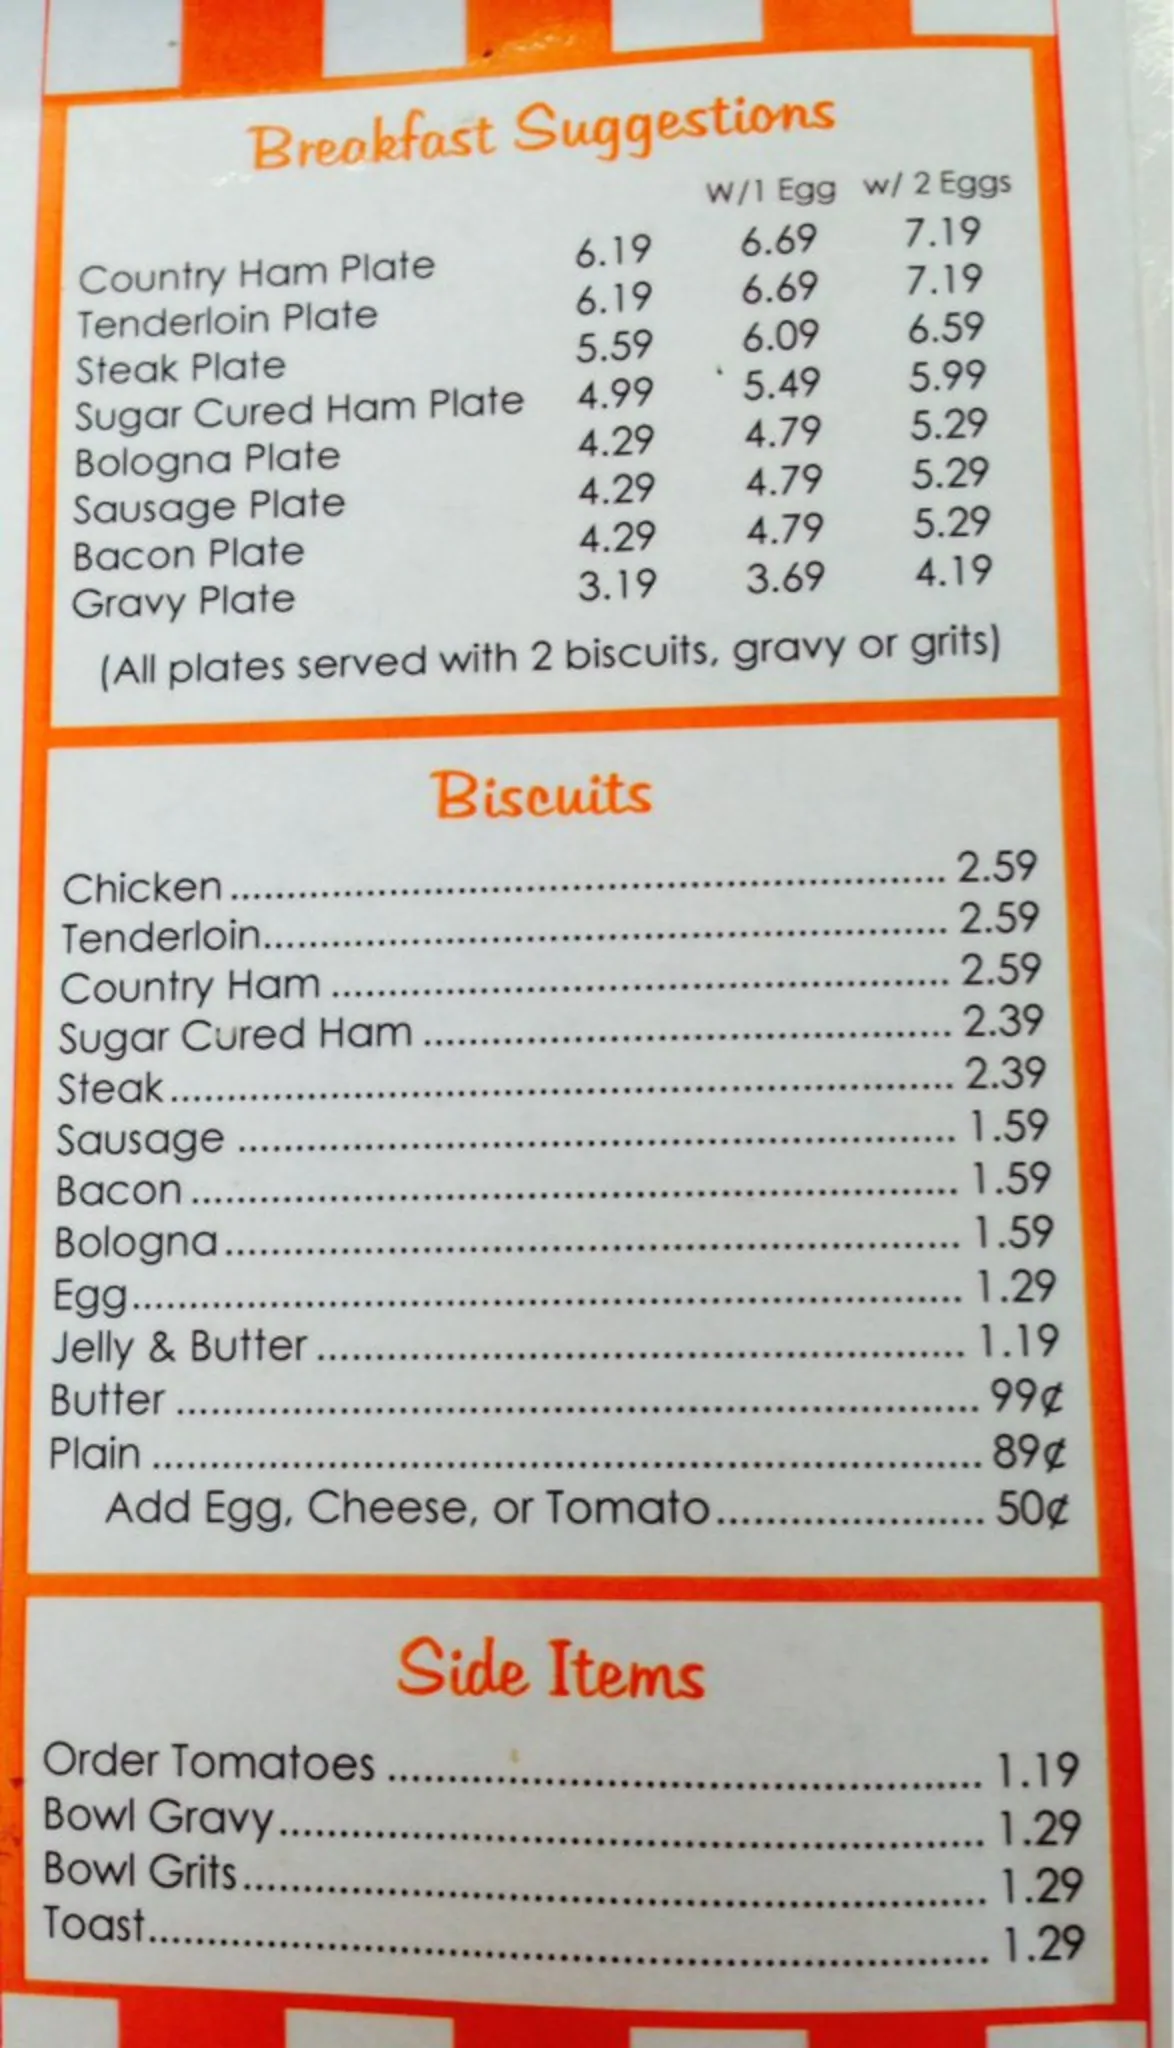 Breakfast Suggestions
W/1 Egg w/ 2 Eggs
Country Ham Plate 6.19 6.69 7.19
Tenderloin Plate 6.19 6.69 7.19
Steak Plate 5.59 6.09 6.59
Sugar Cured Ham Plate 4.99 5.49 5.99
Bologna Plate 4.29 4.79 5.29
Sausage Plate 4.29 4.79 5.29
Bacon Plate 4.29 4.79 5.29
Gravy Plate 3.19 3.69 4.19
(All plates served with 2 biscuits, gravy or grits)
Biscuits
Chicken 2.59
Tenderloin 2.59
Country Ham 2.59
Sugar Cured Ham 2.39
Steak 2.39
Sausage 1.59
Bacon 1.59
Bologna 1.59
Egg 1.29
Jelly & Butter 1.19
Butter 99¢
Plain 89¢
Add Egg, Cheese, or Tomato 50¢
Side Items
Order Tomatoes 1.19
Bowl Gravy 1.29
Bowl Grits 1.29
Toast 1.29